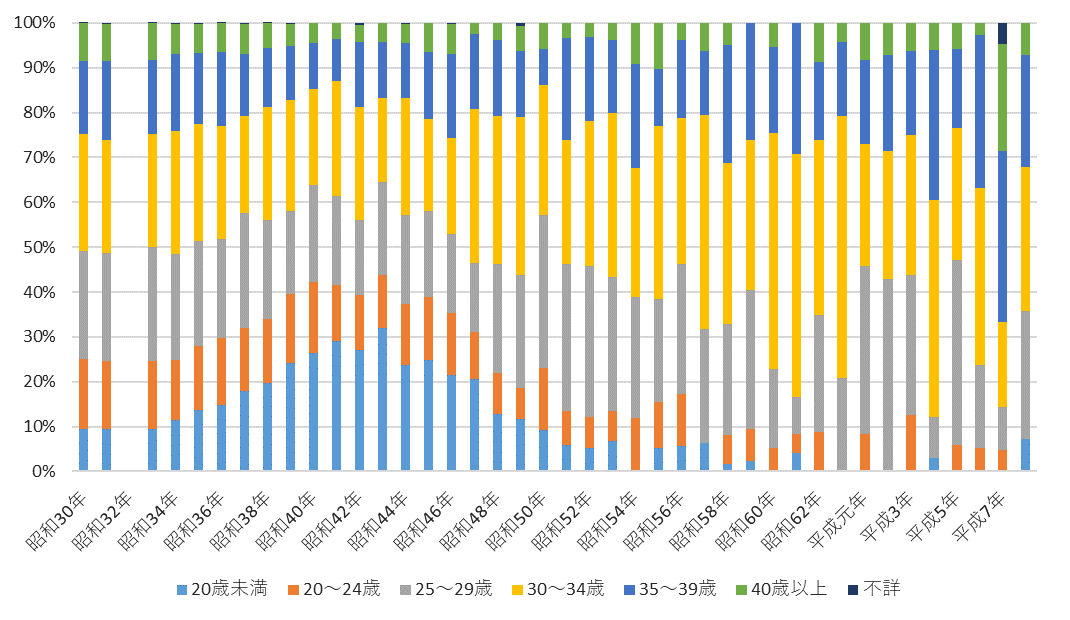 100%
90%
80%
70%
60%
50%
40%
30%
20%
10%
0%
昭和30年
昭和32年
昭和34年
昭和36年
昭和38年
昭和40年
昭和42年
昭和44年
昭和46年
昭和48年
昭和50年
昭和52年
昭和54年
昭和56年
昭和58年
昭和60年
昭和62年
平成元年
平成3年
平成5年
平成7年
20歳未満 20～24歳 25～29歳 30～34歳 35～39歳 40歳以上 不詳